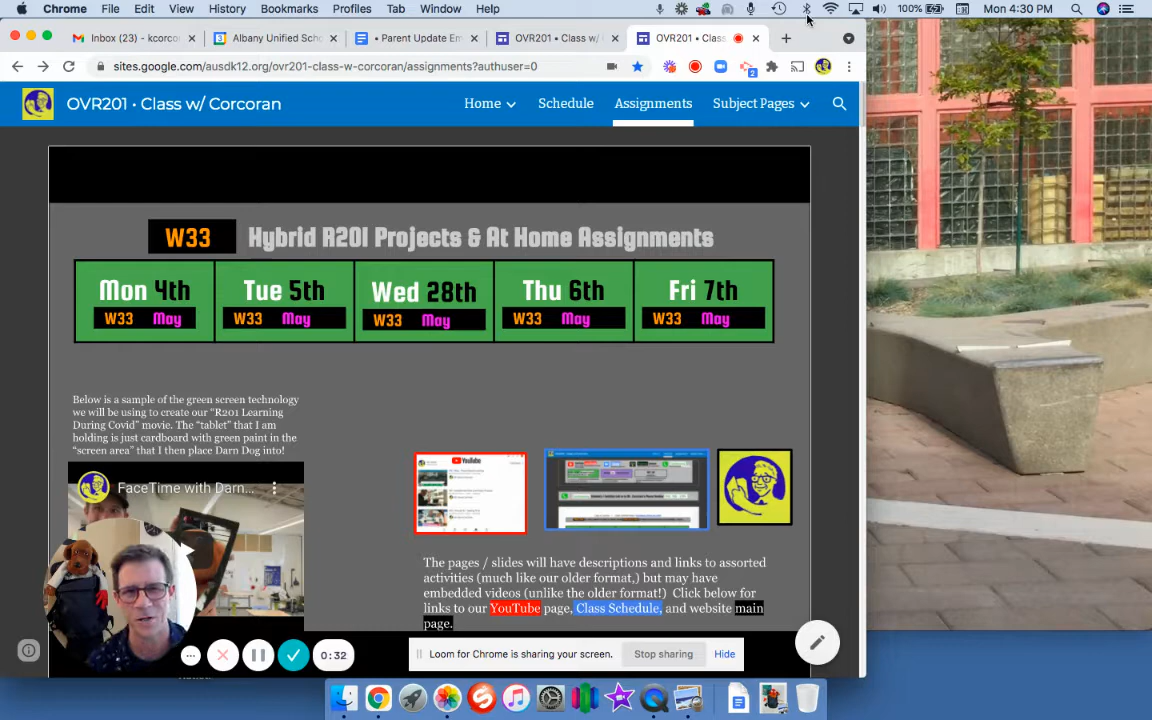 Chrome File Edit View History Bookmarks Profiles Tab Window Help 100% Mon 4:30 PM
Inbox (23) - kcorcor Albany Unified Scho • Parent Update Em OVR201 • Class w/ OVR201 • Clas
sites.google.com/ausdk12.org/ovr201-class-w-corcoran/assignments?authuser=0
2
OVR201 • Class w/ Corcoran Home Schedule Assignments Subject Pages
W33 Hybrid R201 Projects & At Home Assignments
Mon 4th Tue 5th Wed 28th Thu 6th Fri 7th
W33 May W33 May W33 May W33 May W33 May
Below is a sample of the green screen technology
we will be using to create our "R201 Learning
During Covid" movie. The "tablet" that I am
holding is just cardboard with green paint in the
"screen area" that I then place Darn Dog into!
FaceTime with Darn...
YouTube
The pages / slides will have descriptions and links to assorted
activities (much like our older format,) but may have
embedded videos (unlike the older format!) Click below for
links to our YouTube page, Class Schedule, and website main
page.
0:32
Loom for Chrome is sharing your screen. Stop sharing Hide